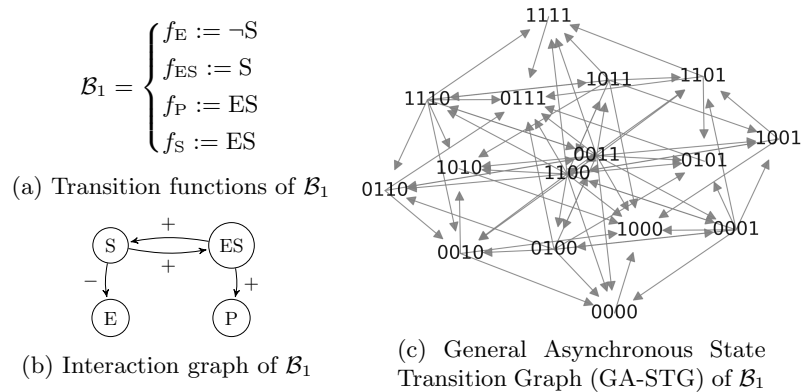 1111
B₁ = { f_E := ¬S
f_ES := S
f_P := ES
f_S := ES
(a) Transition functions of B₁
+
S
ES
+
−
+
E
P
(b) Interaction graph of B₁
1011
1101
1110
0111
1001
0011
0101
1010
1100
0110
1000
0001
0010
0100
0000
(c) General Asynchronous State
Transition Graph (GA-STG) of B₁